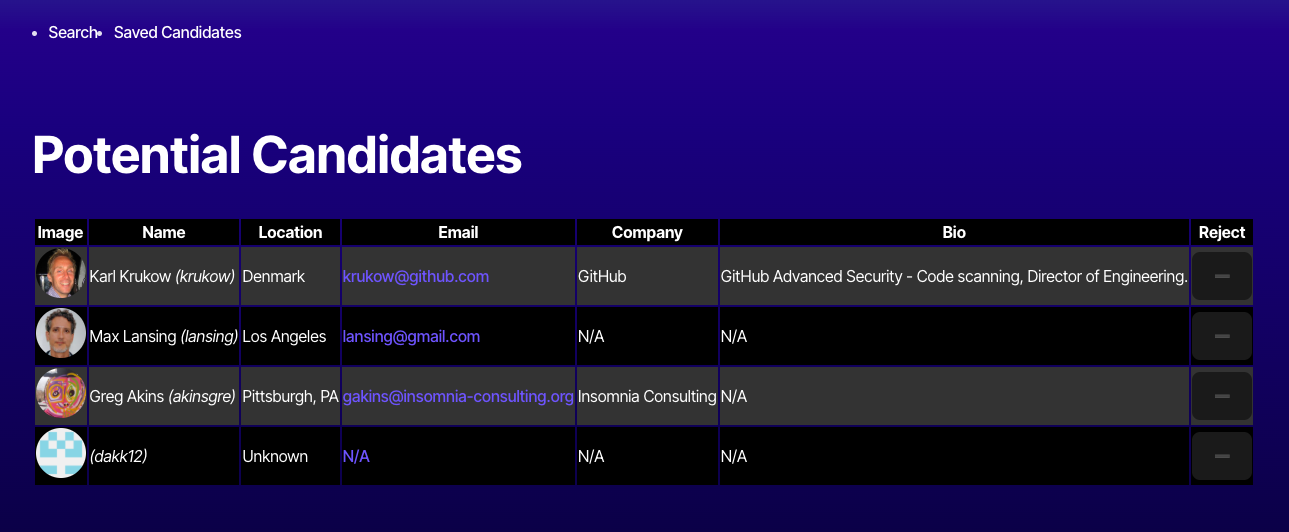 Search Saved Candidates
Potential Candidates
Image Name Location Email Company Bio Reject
Karl Krukow (krukow) Denmark krukow@github.com GitHub GitHub Advanced Security - Code scanning, Director of Engineering.
Max Lansing (lansing) Los Angeles lansing@gmail.com N/A N/A
Greg Akins (akinsgre) Pittsburgh, PA gakins@insomnia-consulting.org Insomnia Consulting N/A
(dakk12) Unknown N/A N/A N/A